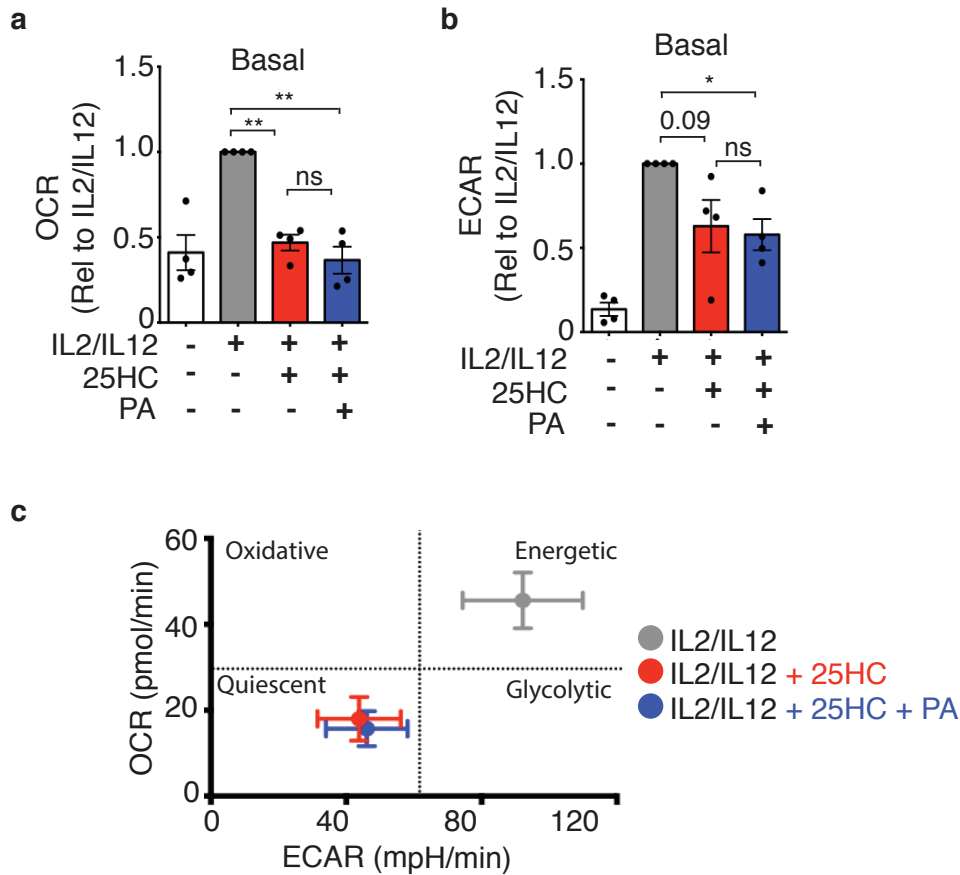 a
Basal
OCR
(Rel to IL2/IL12)
1.5
1.0
0.5
0
**
**
ns
IL2/IL12 - + + +
25HC - - + +
PA - - - +
b
Basal
ECAR
(Rel to IL2/IL12)
1.5
1.0
0.5
0
*
0.09
ns
IL2/IL12 - + + +
25HC - - + +
PA - - - +
c
OCR (pmol/min)
60
40
20
0
Oxidative
Energetic
Quiescent
Glycolytic
0 40 80 120
ECAR (mpH/min)
IL2/IL12
IL2/IL12 + 25HC
IL2/IL12 + 25HC + PA